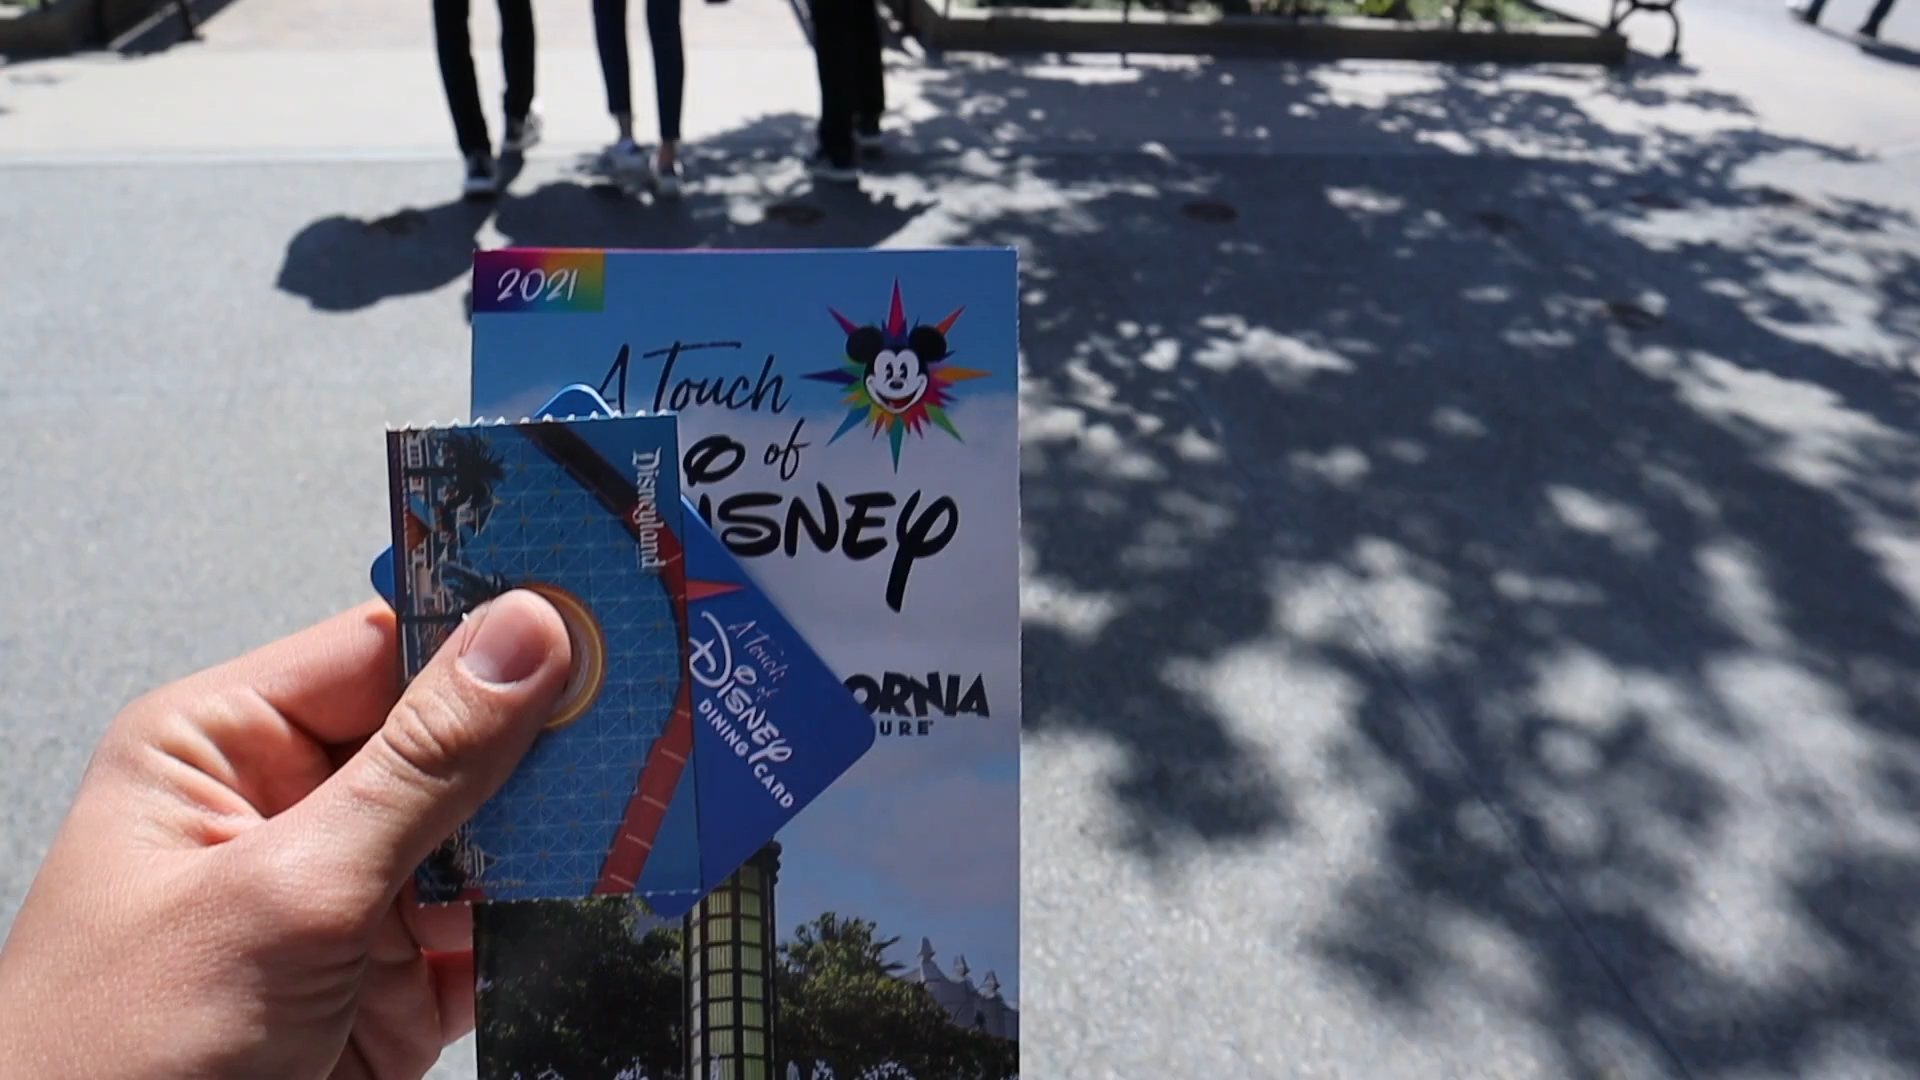 2021
A Touch
of
ISNEY
ORNIA
URE
Disneyland
A Touch
of
DISNEY
DINING CARD